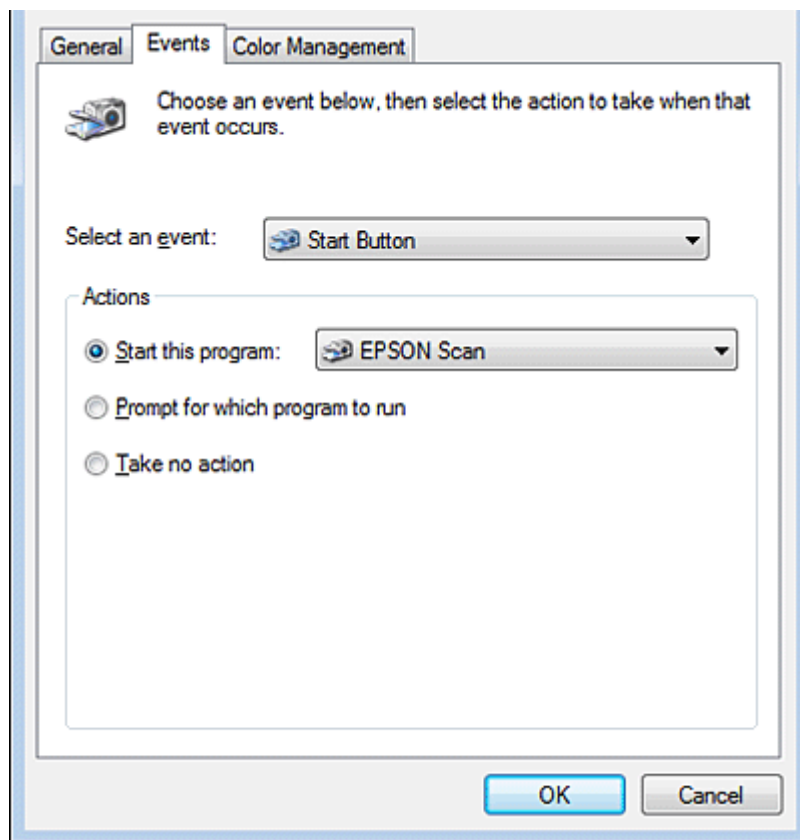 General Events Color Management
Choose an event below, then select the action to take when that
event occurs.
Select an event: Start Button
Actions
Start this program: EPSON Scan
Prompt for which program to run
Take no action
OK Cancel